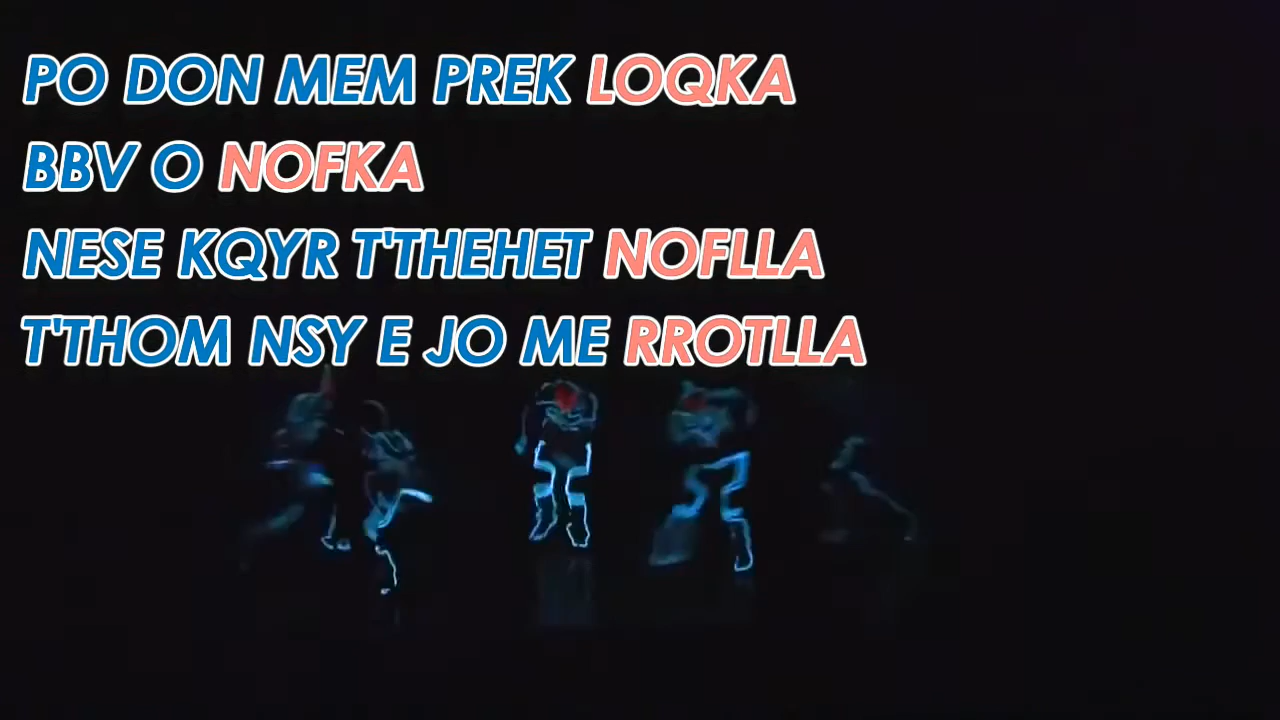 PO DON MEM PREK LOQKA
BBV O NOFKA
NESE KQYR T'THEHET NOFLLA
T'THOM NSY E JO ME RROTLLA